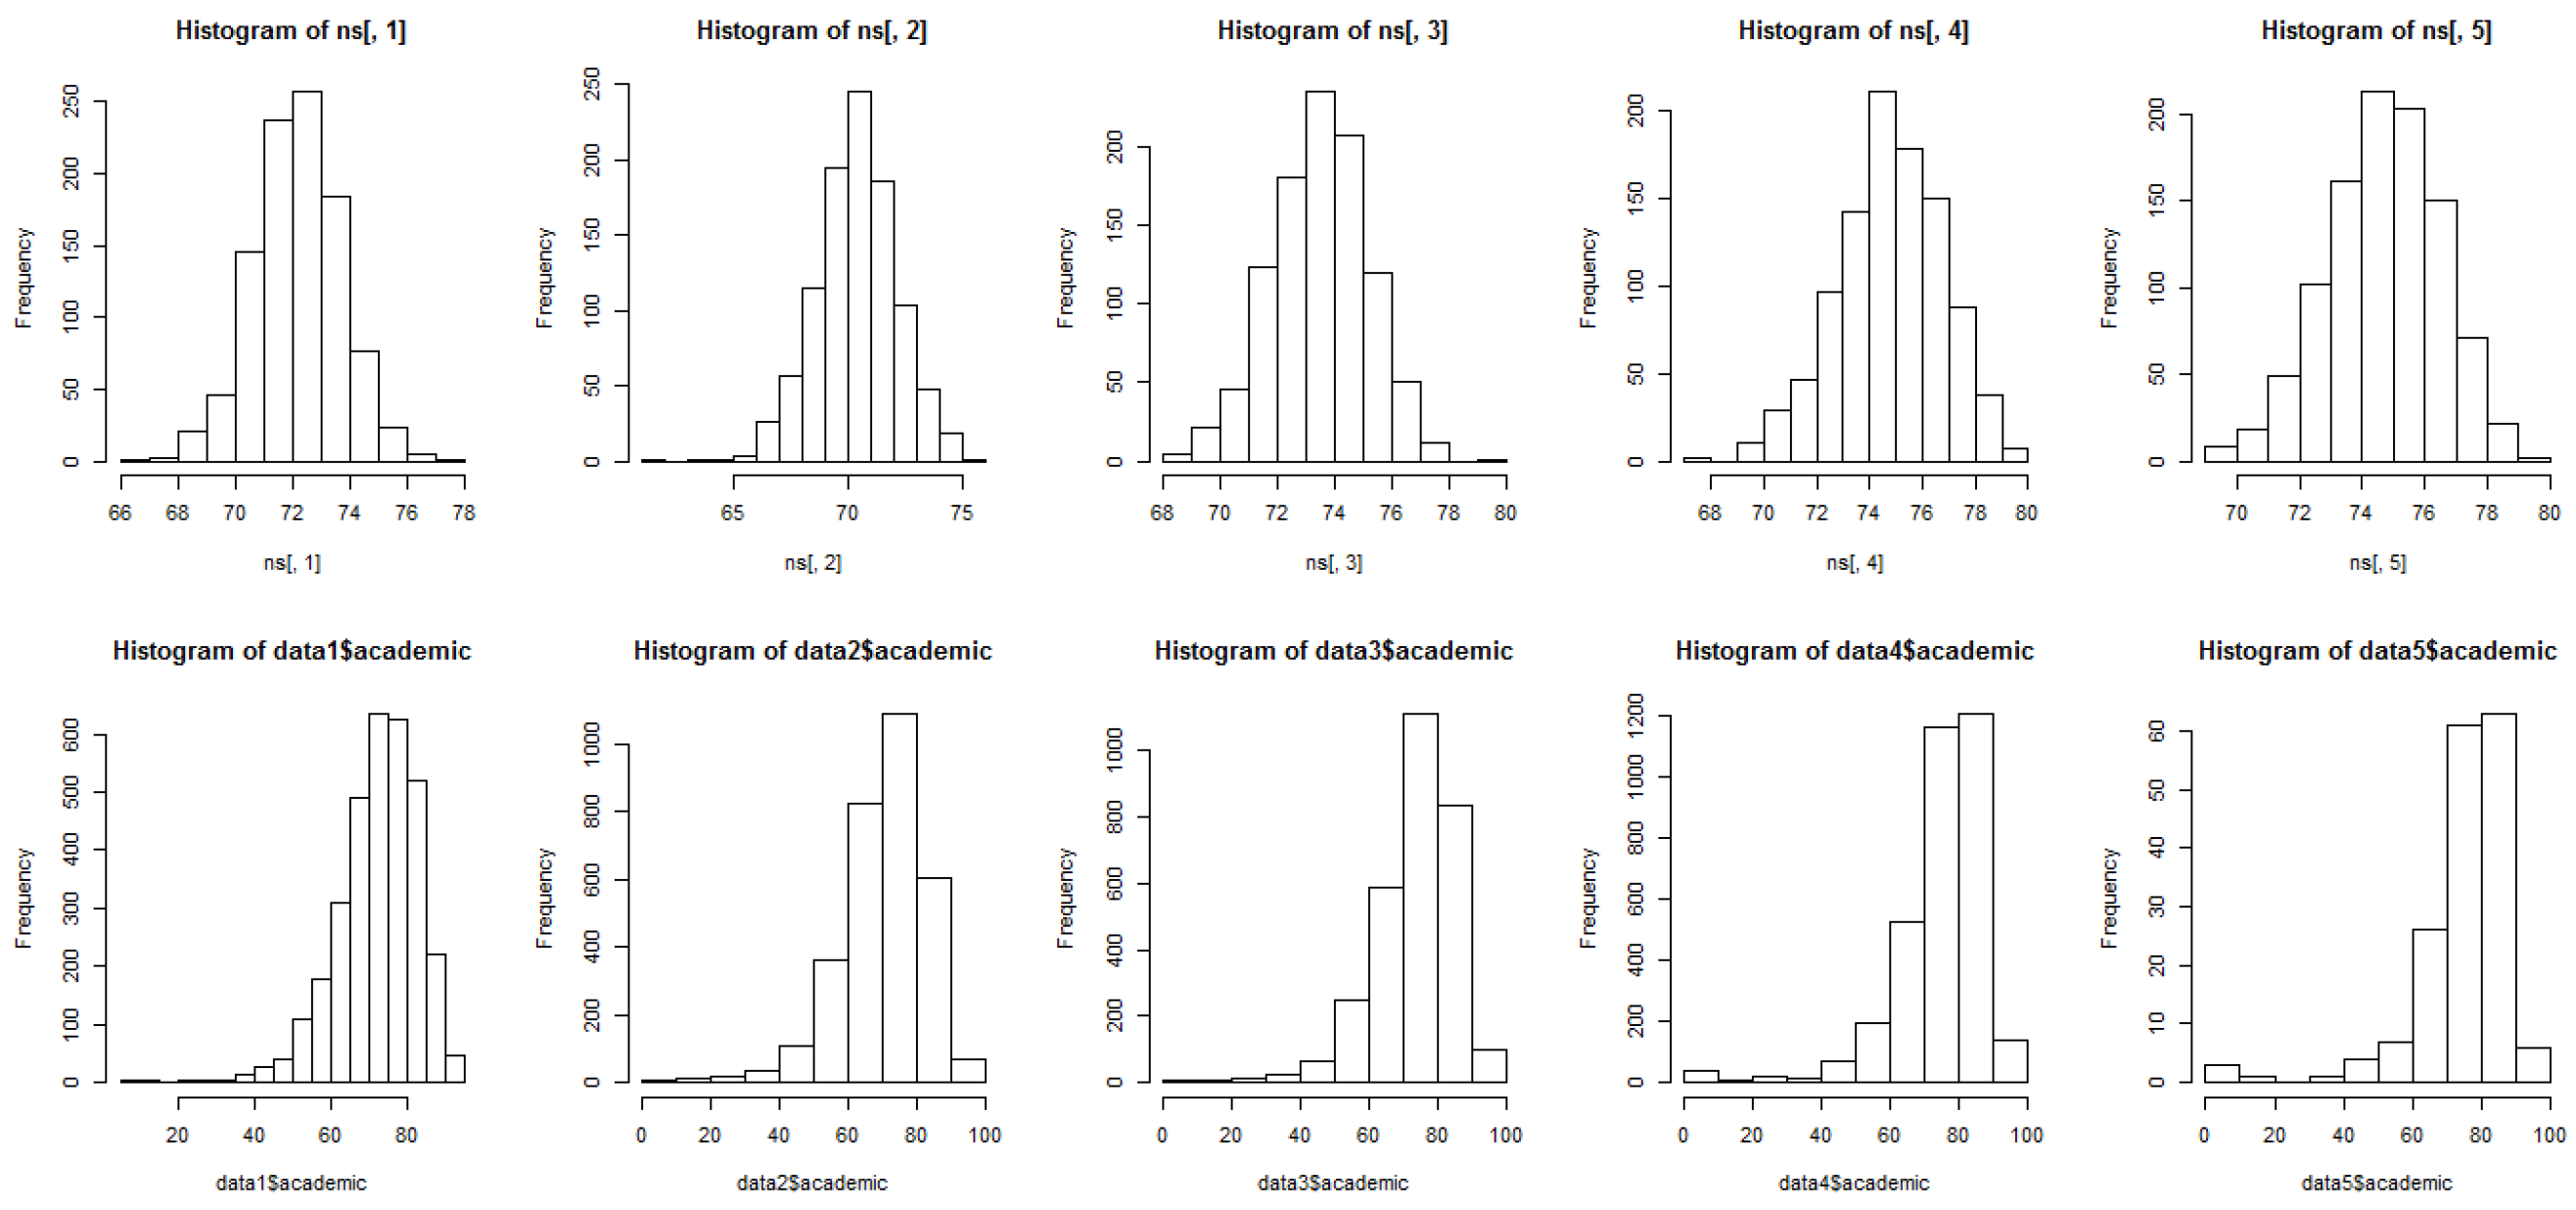 Histogram of ns[, 1]
Frequency
0 50 100 150 200 250
66 68 70 72 74 76 78
ns[, 1]
Histogram of ns[, 2]
Frequency
0 50 100 150 200 250
65 70 75
ns[, 2]
Histogram of ns[, 3]
Frequency
0 50 100 150 200
68 70 72 74 76 78 80
ns[, 3]
Histogram of ns[, 4]
Frequency
0 50 100 150 200
68 70 72 74 76 78 80
ns[, 4]
Histogram of ns[, 5]
Frequency
0 50 100 150 200
70 72 74 76 78 80
ns[, 5]
Histogram of data1$academic
Frequency
0 100 200 300 400 500 600
20 40 60 80
data1$academic
Histogram of data2$academic
Frequency
0 200 400 600 800 1000
0 20 40 60 80 100
data2$academic
Histogram of data3$academic
Frequency
0 200 400 600 800 1000
0 20 40 60 80 100
data3$academic
Histogram of data4$academic
Frequency
0 200 400 600 800 1000 1200
0 20 40 60 80 100
data4$academic
Histogram of data5$academic
Frequency
0 10 20 30 40 50 60
0 20 40 60 80 100
data5$academic